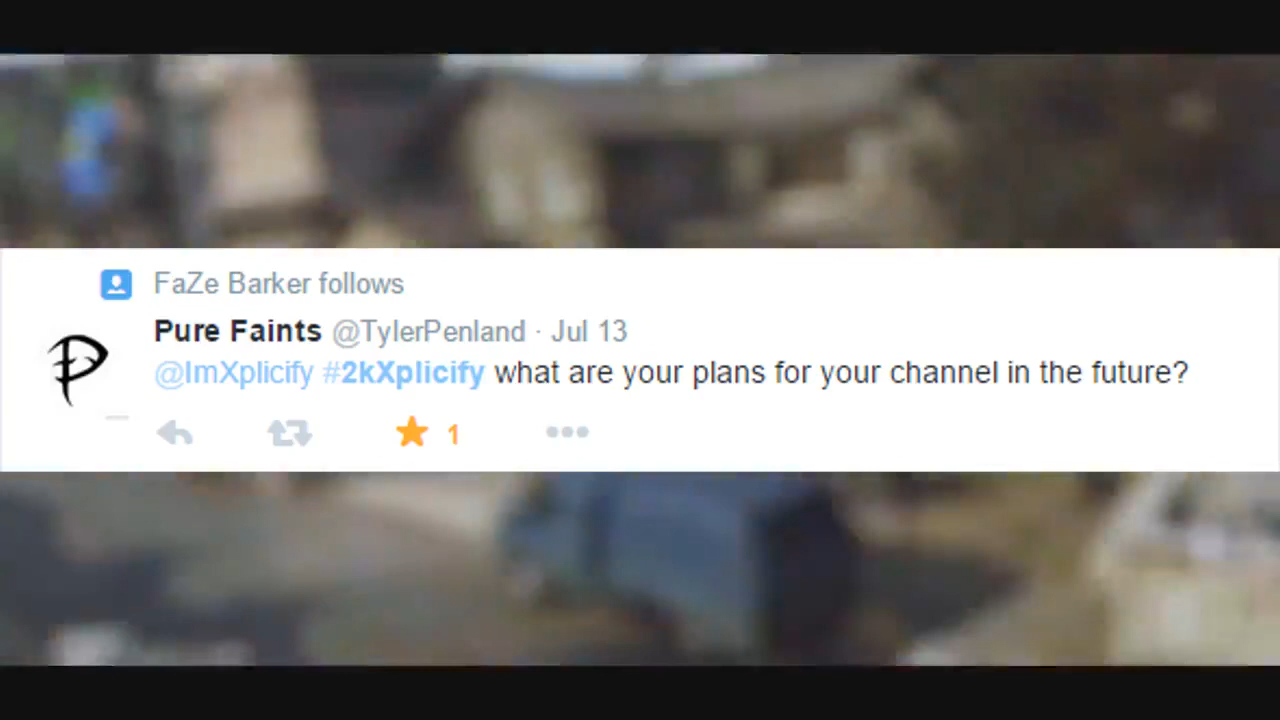 FaZe Barker follows
Pure Faints @TylerPenland · Jul 13
@ImXplicify #2kXplicify what are your plans for your channel in the future?
1